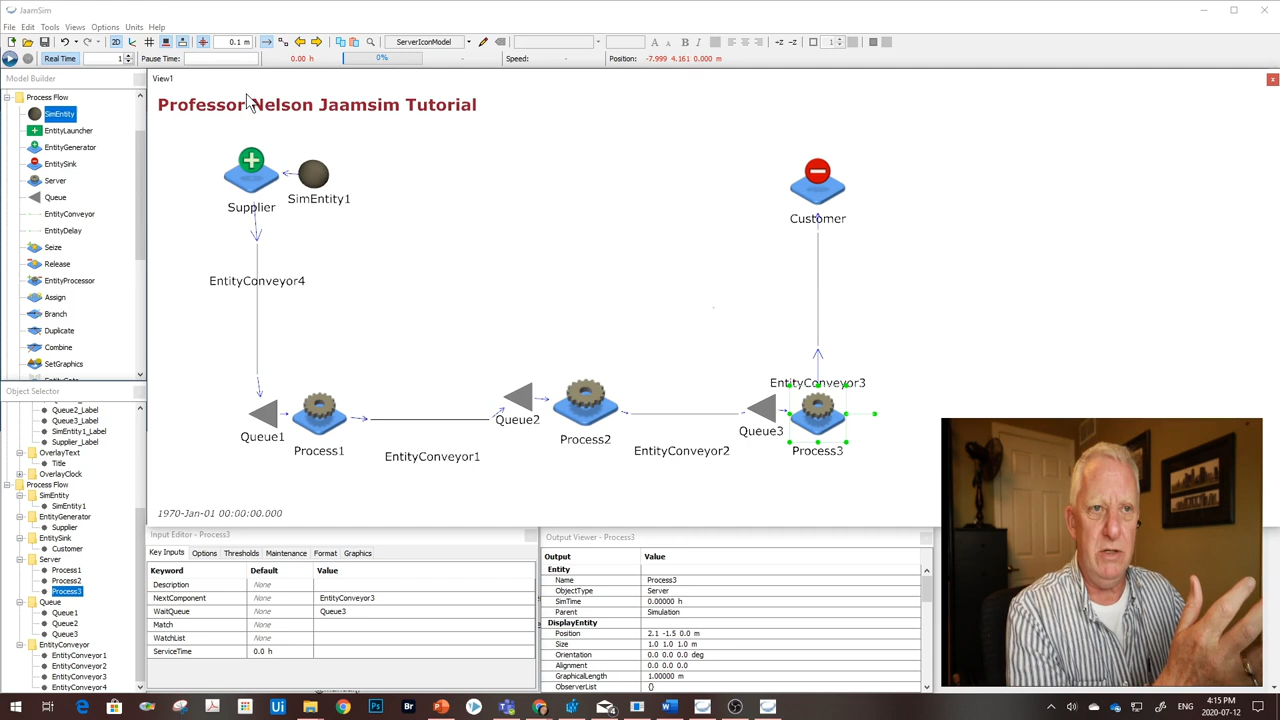 JaamSim
File Edit Tools Views Options Units Help
2D 0.1 m ServerIconModel A A B I +Z -Z 1
Real Time 1 Pause Time: 0.00 h 0% - Speed: - Position: -7.999 4.161 0.000 m
Model Builder
Process Flow
SimEntity
EntityLauncher
EntityGenerator
EntitySink
Server
Queue
EntityConveyor
EntityDelay
Seize
Release
EntityProcessor
Assign
Branch
Duplicate
Combine
SetGraphics
Object Selector
Queue2_Label
Queue3_Label
SimEntity1_Label
Supplier_Label
OverlayText
Title
OverlayClock
Process Flow
SimEntity
SimEntity1
EntityGenerator
Supplier
EntitySink
Customer
Server
Process1
Process2
Process3
Queue
Queue1
Queue2
Queue3
EntityConveyor
EntityConveyor1
EntityConveyor2
EntityConveyor3
EntityConveyor4
View1
Professor Nelson Jaamsim Tutorial
Supplier
SimEntity1
Customer
EntityConveyor4
EntityConveyor3
Queue1
Process1
EntityConveyor1
Queue2
Process2
EntityConveyor2
Queue3
Process3
1970-Jan-01 00:00:00.000
Input Editor - Process3
Key Inputs Options Thresholds Maintenance Format Graphics
Keyword Default Value
Description None
NextComponent None EntityConveyor3
WaitQueue None Queue3
Match None
WatchList None
ServiceTime 0.0 h
Output Viewer - Process3
Output Value
Entity
Name Process3
ObjectType Server
SimTime 0.00000 h
Parent Simulation
DisplayEntity
Position 2.1 -1.5 0.0 m
Size 1.0 1.0 1.0 m
Orientation 0.0 0.0 0.0 deg
Alignment 0.0 0.0 0.0
GraphicalLength 1.00000 m
ObserverList {}
Ui Ps Br
4:15 PM
2020-07-12